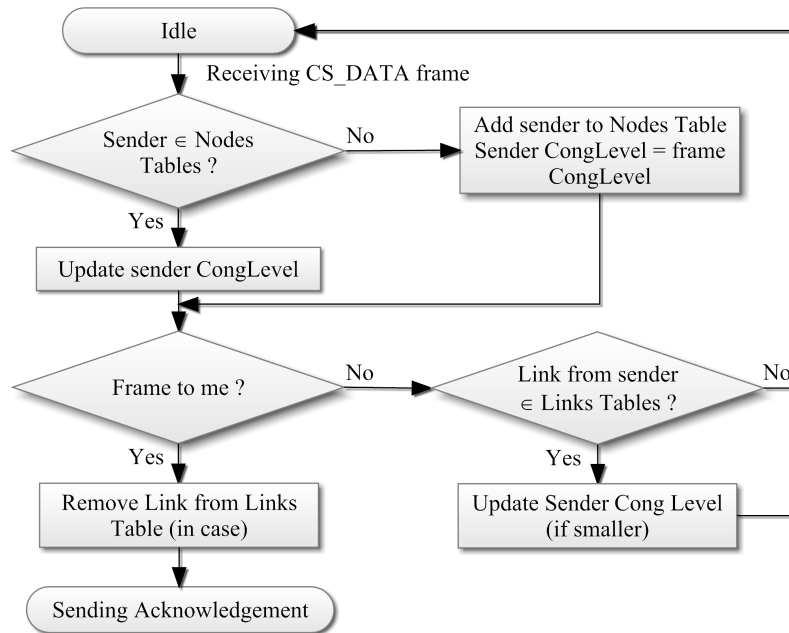 Idle
Receiving CS_DATA frame
Sender ∈ Nodes
Tables ?
No
Add sender to Nodes Table
Sender CongLevel = frame
CongLevel
Yes
Update sender CongLevel
Frame to me ?
No
Link from sender
∈ Links Tables ?
No
Yes
Remove Link from Links
Table (in case)
Yes
Update Sender Cong Level
(if smaller)
Sending Acknowledgement